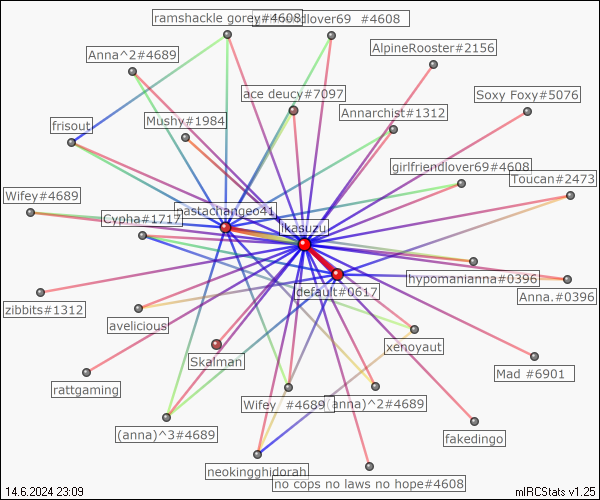 ramshackle gorey#4608
girlfriendlover69 #4608
Anna^2#4689
AlpineRooster#2156
ace deucy#7097
Soxy Foxy#5076
Mushy#1984
Annarchist#1312
frisout
girlfriendlover69#4608
Toucan#2473
Wifey#4689
nastachangeo41
Cypha#1717
ikasuzu
hypomanianna#0396
default#0617
Anna.#0396
zibbits#1312
avelicious
xenoyaut
Skalman
Mad #6901
rattgaming
Wifey #4689
(anna)^2#4689
(anna)^3#4689
fakedingo
neokingghidorah
no cops no laws no hope#4608
14.6.2024 23:09
mIRCStats v1.25